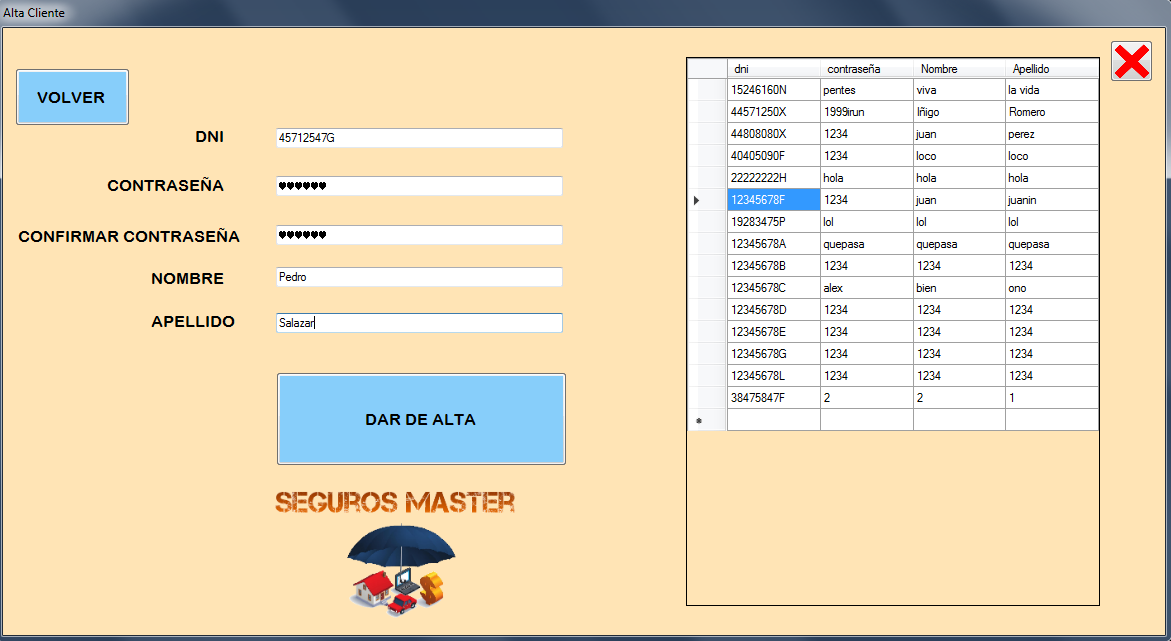 Alta Cliente
VOLVER
DNI 45712547G
CONTRASEÑA ♥♥♥♥♥♥
CONFIRMAR CONTRASEÑA ♥♥♥♥♥♥
NOMBRE Pedro
APELLIDO Salazar
DAR DE ALTA
SEGUROS MASTER
dni contraseña Nombre Apellido
15246160N pentes viva la vida
44571250X 1999irun Iñigo Romero
44808080X 1234 juan perez
40405090F 1234 loco loco
22222222H hola hola hola
12345678F 1234 juan juanin
19283475P lol lol lol
12345678A quepasa quepasa quepasa
12345678B 1234 1234 1234
12345678C alex bien ono
12345678D 1234 1234 1234
12345678E 1234 1234 1234
12345678G 1234 1234 1234
12345678L 1234 1234 1234
38475847F 2 2 1